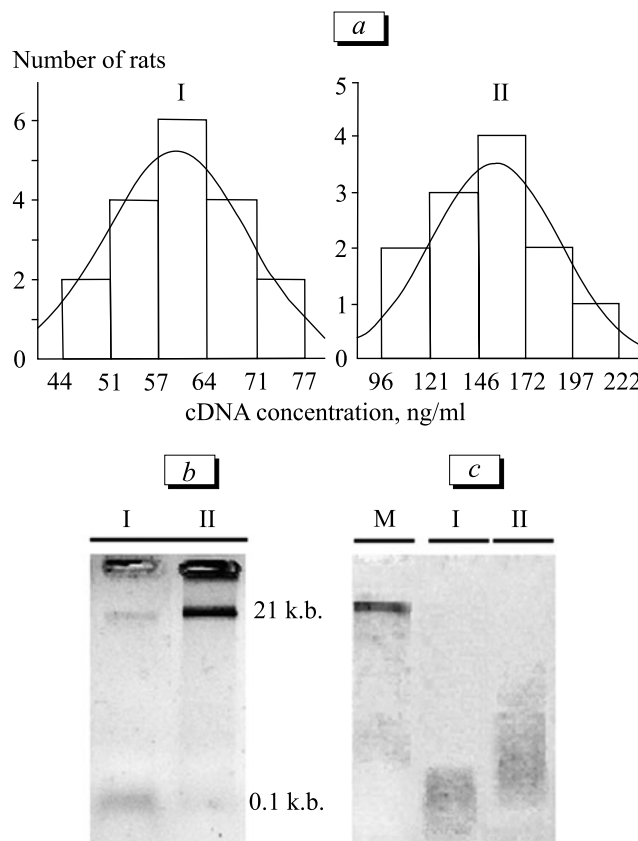 a
Number of rats
I
II
6
4
2
0
5
4
3
2
1
0
44 51 57 64 71 77
96 121 146 172 197 222
cDNA concentration, ng/ml
b
c
I II
M I II
21 k.b.
0.1 k.b.